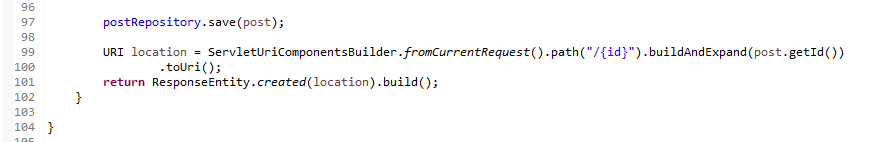 96
97 postRepository.save(post);
98
99 URI location = ServletUriComponentsBuilder.fromCurrentRequest().path("/{id}").buildAndExpand(post.getId())
100 .toUri();
101 return ResponseEntity.created(location).build();
102 }
103
104 }
105